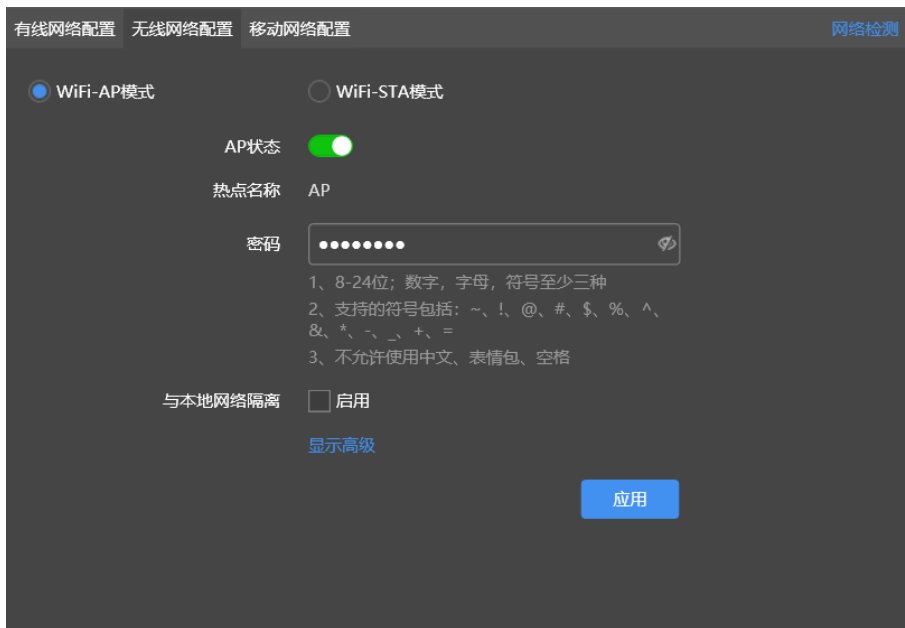 有线网络配置 无线网络配置 移动网络配置 网络检测
WiFi-AP模式 WiFi-STA模式
AP状态
热点名称 AP
密码 ●●●●●●●●
1、8-24位；数字，字母，符号至少三种
2、支持的符号包括：~、!、@、#、$、%、^、
&、*、-、_、+、=
3、不允许使用中文、表情包、空格
与本地网络隔离 启用
显示高级
应用